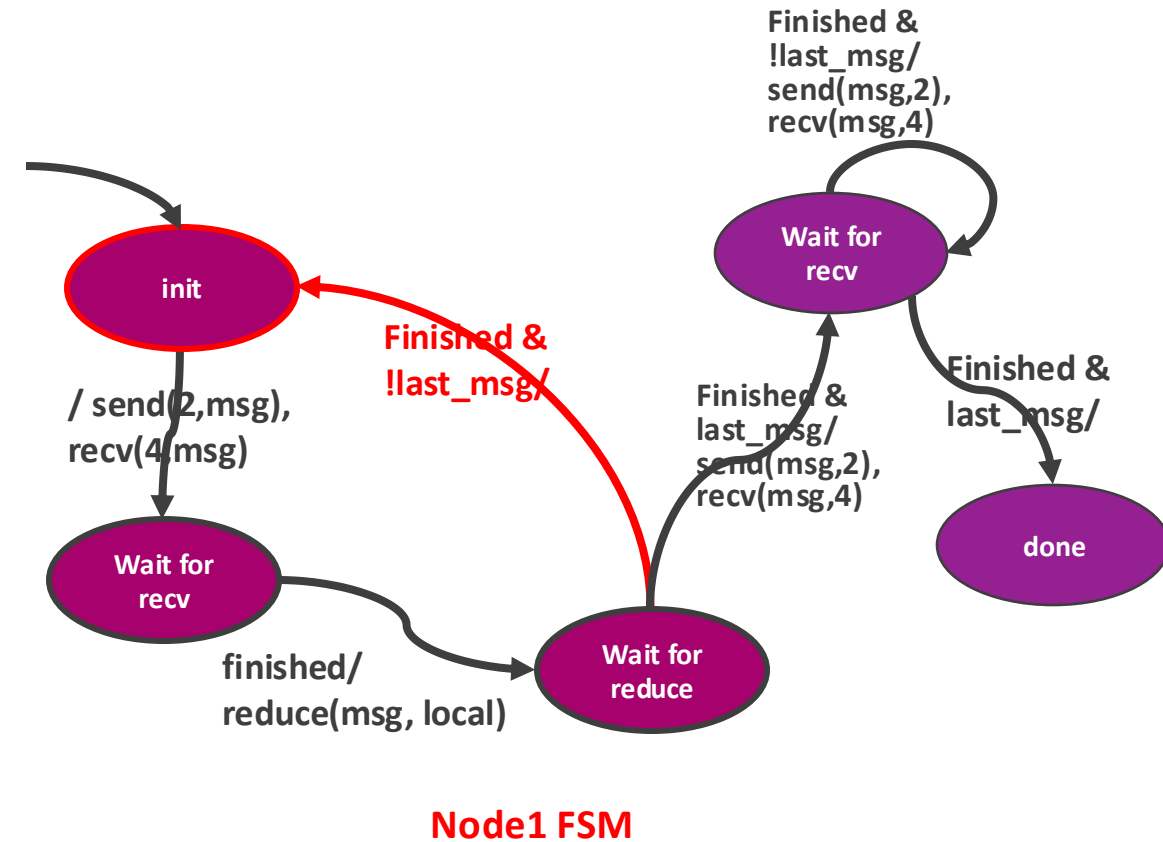 Finished &
!last_msg/
send(msg,2),
recv(msg,4)
Wait for
recv
init
Finished &
!last_msg/
/ send(2,msg),
recv(4,msg)
Finished &
last_msg/
send(msg,2),
recv(msg,4)
Finished &
last_msg/
Wait for
recv
done
finished/
reduce(msg, local)
Wait for
reduce
Node1 FSM